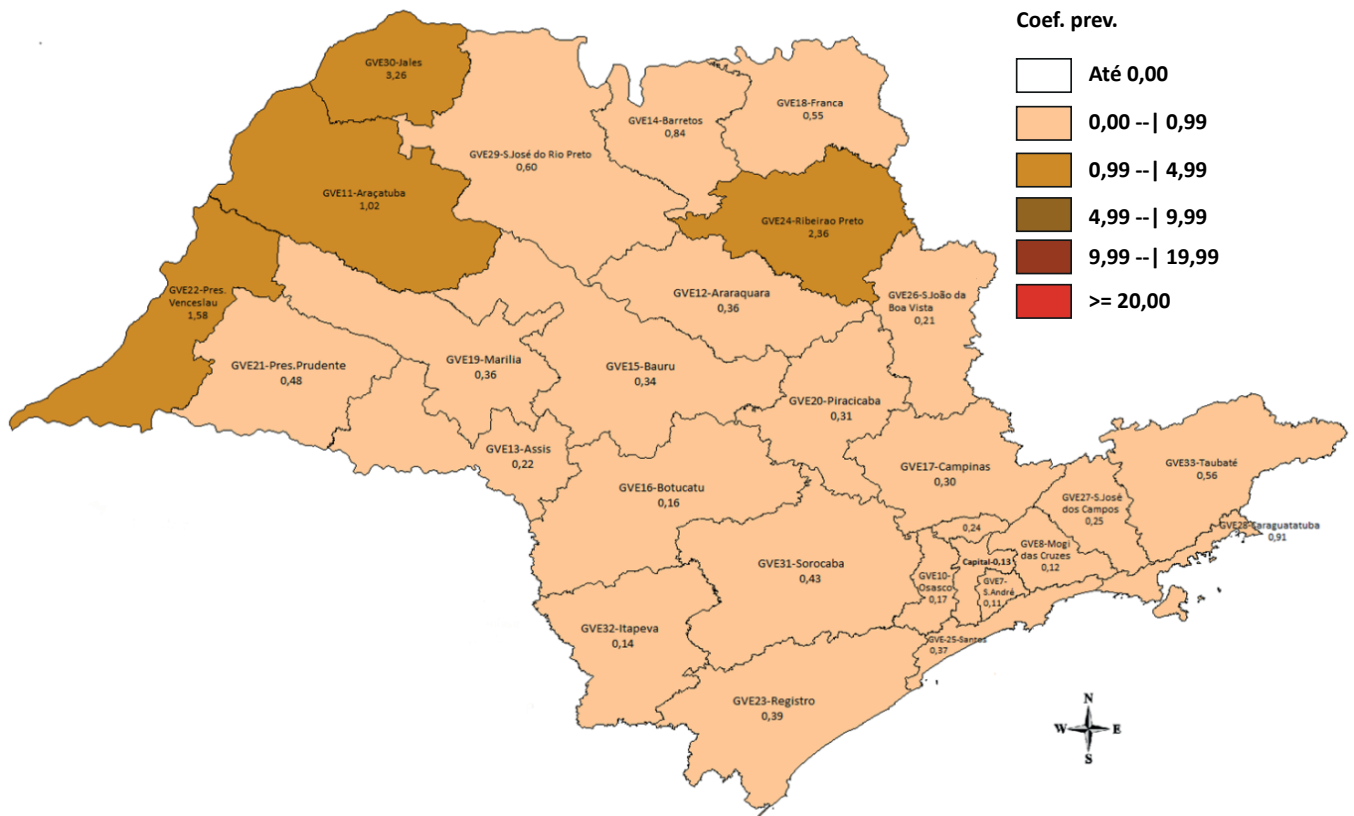 Coef. prev.
Até 0,00
0,00 --| 0,99
0,99 --| 4,99
4,99 --| 9,99
9,99 --| 19,99
>= 20,00
GVE30-Jales
3,26
GVE18-Franca
0,55
GVE14-Barretos
0,84
GVE29-S.José do Rio Preto
0,60
GVE11-Araçatuba
1,02
GVE24-Ribeirao Preto
2,36
GVE22-Pres.
Venceslau
1,58
GVE12-Araraquara
0,36
GVE26-S.João da
Boa Vista
0,21
GVE21-Pres.Prudente
0,48
GVE19-Marilia
0,36
GVE15-Bauru
0,34
GVE20-Piracicaba
0,31
GVE13-Assis
0,22
GVE16-Botucatu
0,16
GVE17-Campinas
0,30
GVE33-Taubaté
0,56
GVE27-S.José
dos Campos
0,25
GVE28-Caraguatatuba
0,91
0,24
GVE8-Mogi
das Cruzes
0,12
Capital-0,13
GVE31-Sorocaba
0,43
GVE10-
Osasco
0,17
GVE7-
S.André
0,11
GVE32-Itapeva
0,14
GVE-25-Santos
0,37
GVE23-Registro
0,39
N
W
E
S